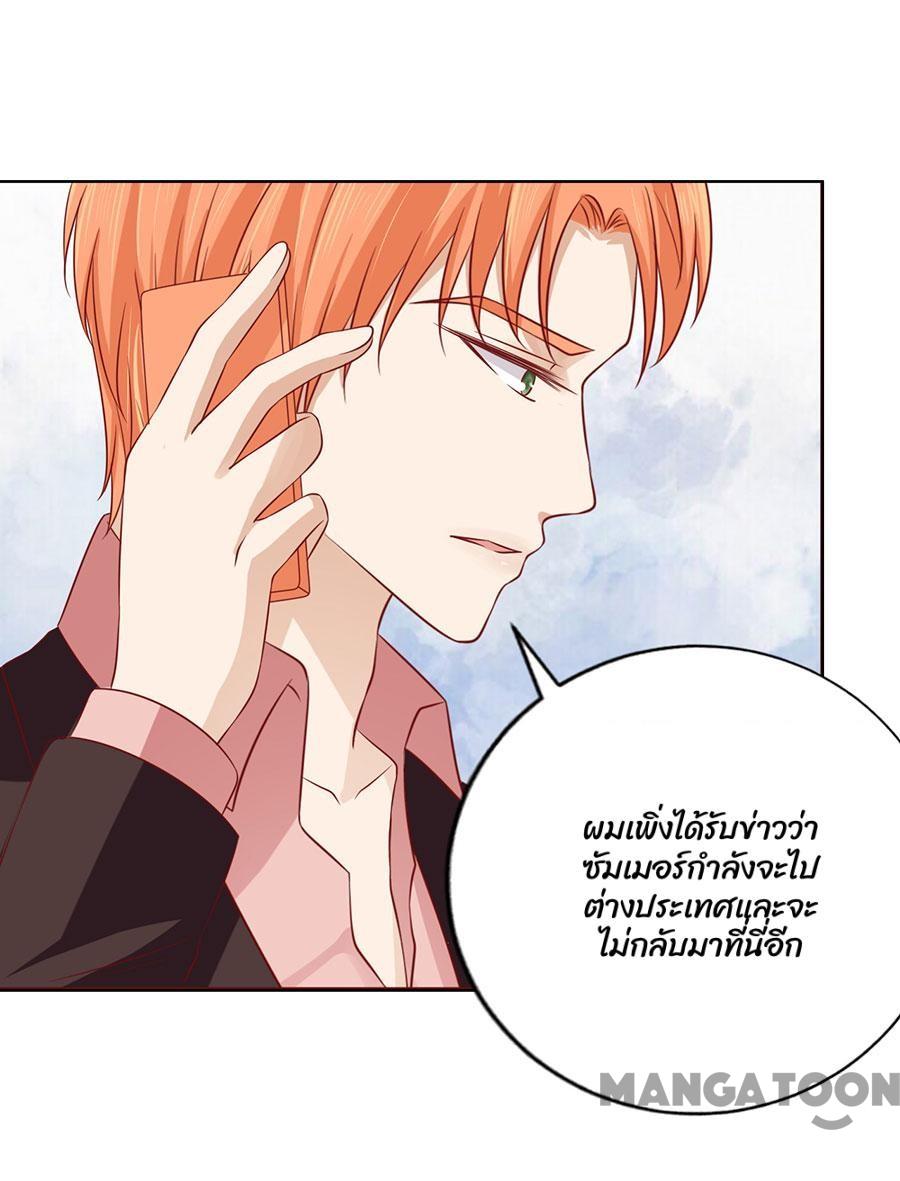 ผมเพิ่งได้รับข่าวว่า
ซัมเมอร์กำลังจะไป
ต่างประเทศและจะ
ไม่กลับมาที่นี่อีก
MANGATOON